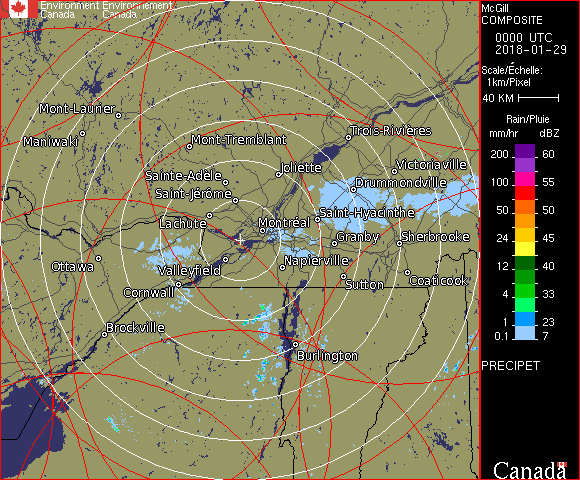 Environment Environnement
Canada Canada
McGill
COMPOSITE
0000 UTC
2018-01-29
Scale/Échelle:
1km/Pixel
40 KM
Rain/Pluie
mm/hr dBZ
200 60
55
100 55
50 50
24 45
12 40
4 33
1 23
0.1 7
PRECIPET
Canada
Mont-Laurier
Maniwaki
Mont-Tremblant
Trois-Rivières
Joliette
Victoriaville
Sainte-Adèle
Drummondville
Saint-Jérôme
Saint-Hyacinthe
Lachute
Montréal
Granby
Sherbrooke
Ottawa
Valleyfield
Napierville
Coaticook
Cornwall
Sutton
Brockville
Burlington